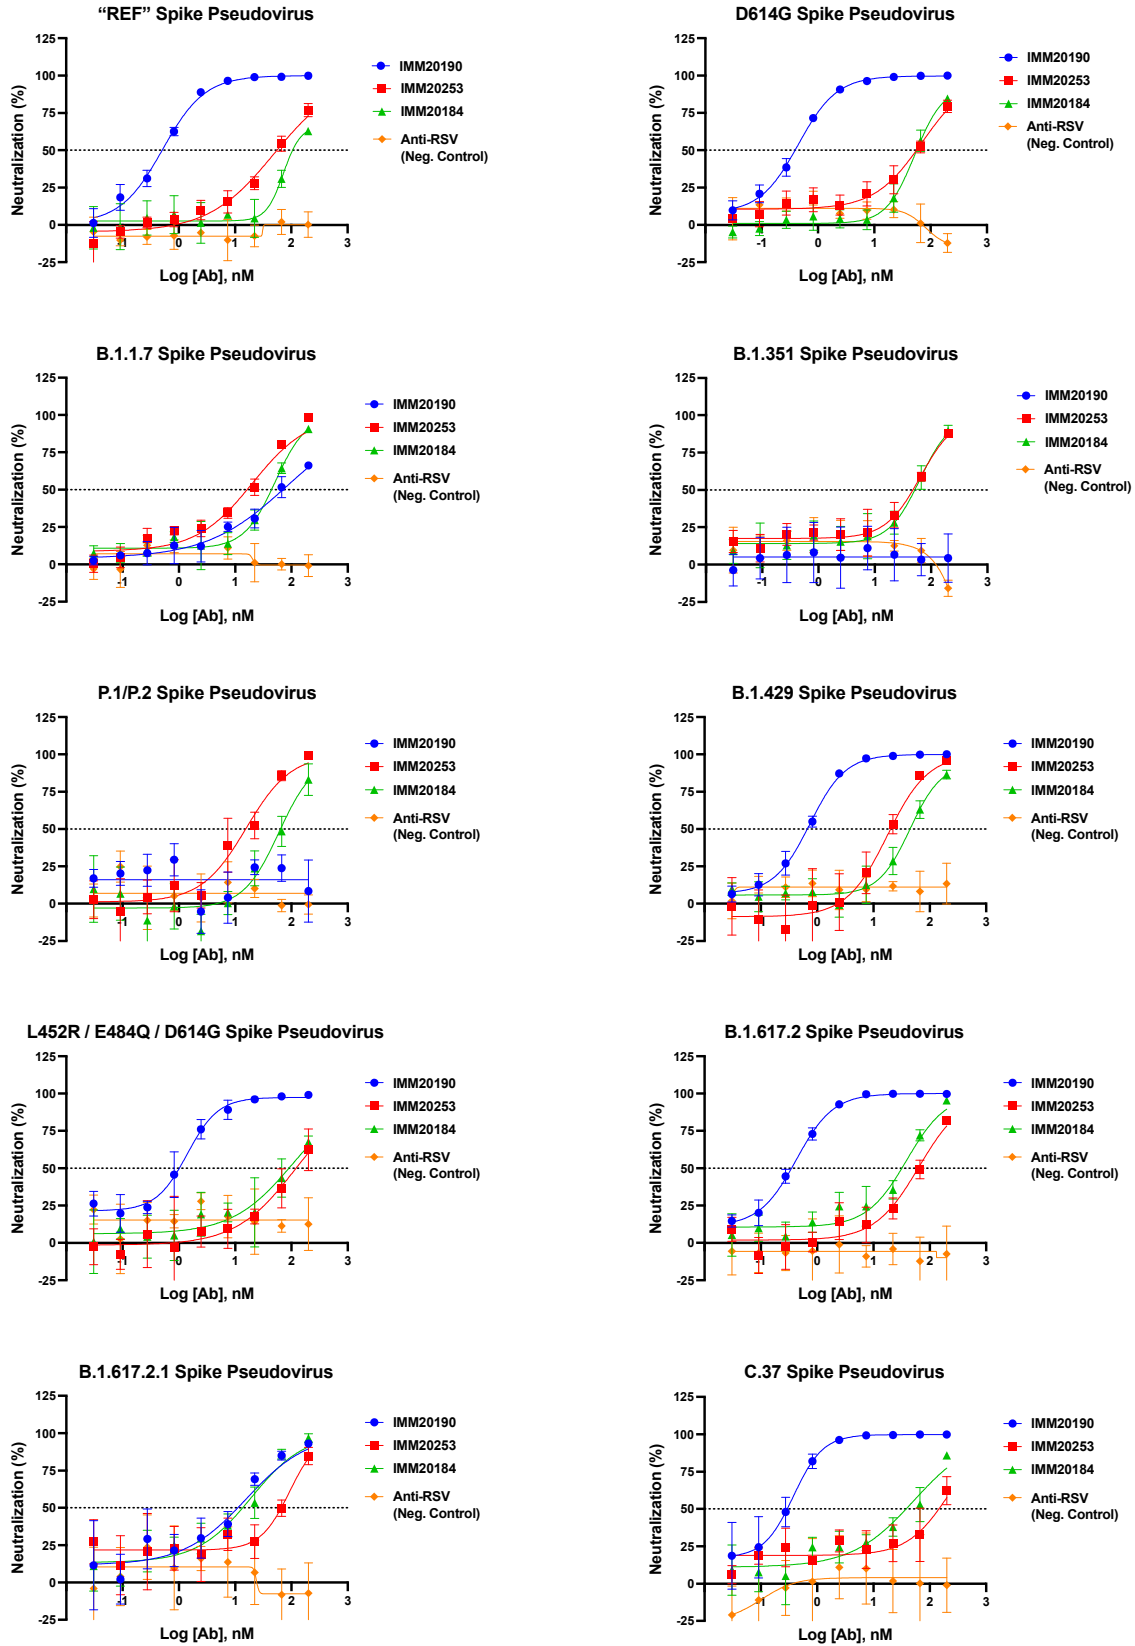 “REF” Spike Pseudovirus
125
100
75
50
25
0
-25
-1
0
1
2
3
Neutralization (%)
Log [Ab], nM
IMM20190
IMM20253
IMM20184
Anti-RSV
(Neg. Control)
D614G Spike Pseudovirus
125
100
75
50
25
0
-25
-1
0
1
2
3
Neutralization (%)
Log [Ab], nM
IMM20190
IMM20253
IMM20184
Anti-RSV
(Neg. Control)
B.1.1.7 Spike Pseudovirus
125
100
75
50
25
0
-25
-1
0
1
2
3
Neutralization (%)
Log [Ab], nM
IMM20190
IMM20253
IMM20184
Anti-RSV
(Neg. Control)
B.1.351 Spike Pseudovirus
125
100
75
50
25
0
-25
-1
0
1
2
3
Neutralization (%)
Log [Ab], nM
IMM20190
IMM20253
IMM20184
Anti-RSV
(Neg. Control)
P.1/P.2 Spike Pseudovirus
125
100
75
50
25
0
-25
-1
0
1
2
3
Neutralization (%)
Log [Ab], nM
IMM20190
IMM20253
IMM20184
Anti-RSV
(Neg. Control)
B.1.429 Spike Pseudovirus
125
100
75
50
25
0
-25
-1
0
1
2
3
Neutralization (%)
Log [Ab], nM
IMM20190
IMM20253
IMM20184
Anti-RSV
(Neg. Control)
L452R / E484Q / D614G Spike Pseudovirus
125
100
75
50
25
0
-25
-1
0
1
2
3
Neutralization (%)
Log [Ab], nM
IMM20190
IMM20253
IMM20184
Anti-RSV
(Neg. Control)
B.1.617.2 Spike Pseudovirus
125
100
75
50
25
0
-25
-1
0
1
2
3
Neutralization (%)
Log [Ab], nM
IMM20190
IMM20253
IMM20184
Anti-RSV
(Neg. Control)
B.1.617.2.1 Spike Pseudovirus
125
100
75
50
25
0
-25
-1
0
1
2
3
Neutralization (%)
Log [Ab], nM
IMM20190
IMM20253
IMM20184
Anti-RSV
(Neg. Control)
C.37 Spike Pseudovirus
125
100
75
50
25
0
-25
-1
0
1
2
3
Neutralization (%)
Log [Ab], nM
IMM20190
IMM20253
IMM20184
Anti-RSV
(Neg. Control)